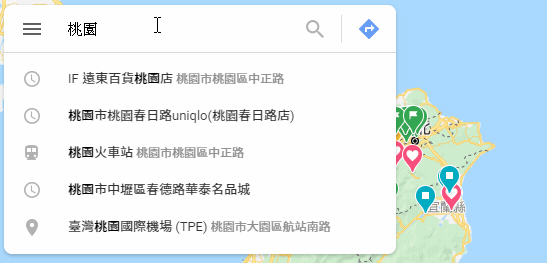 桃園
IF 遠東百貨桃園店 桃園市桃園區中正路
桃園市桃園春日路uniqlo(桃園春日路店)
桃園火車站 桃園市中正路
桃園市中壢區春德路華泰名品城
臺灣桃園國際機場 (TPE) 桃園市大園區航站南路
北
宜蘭縣